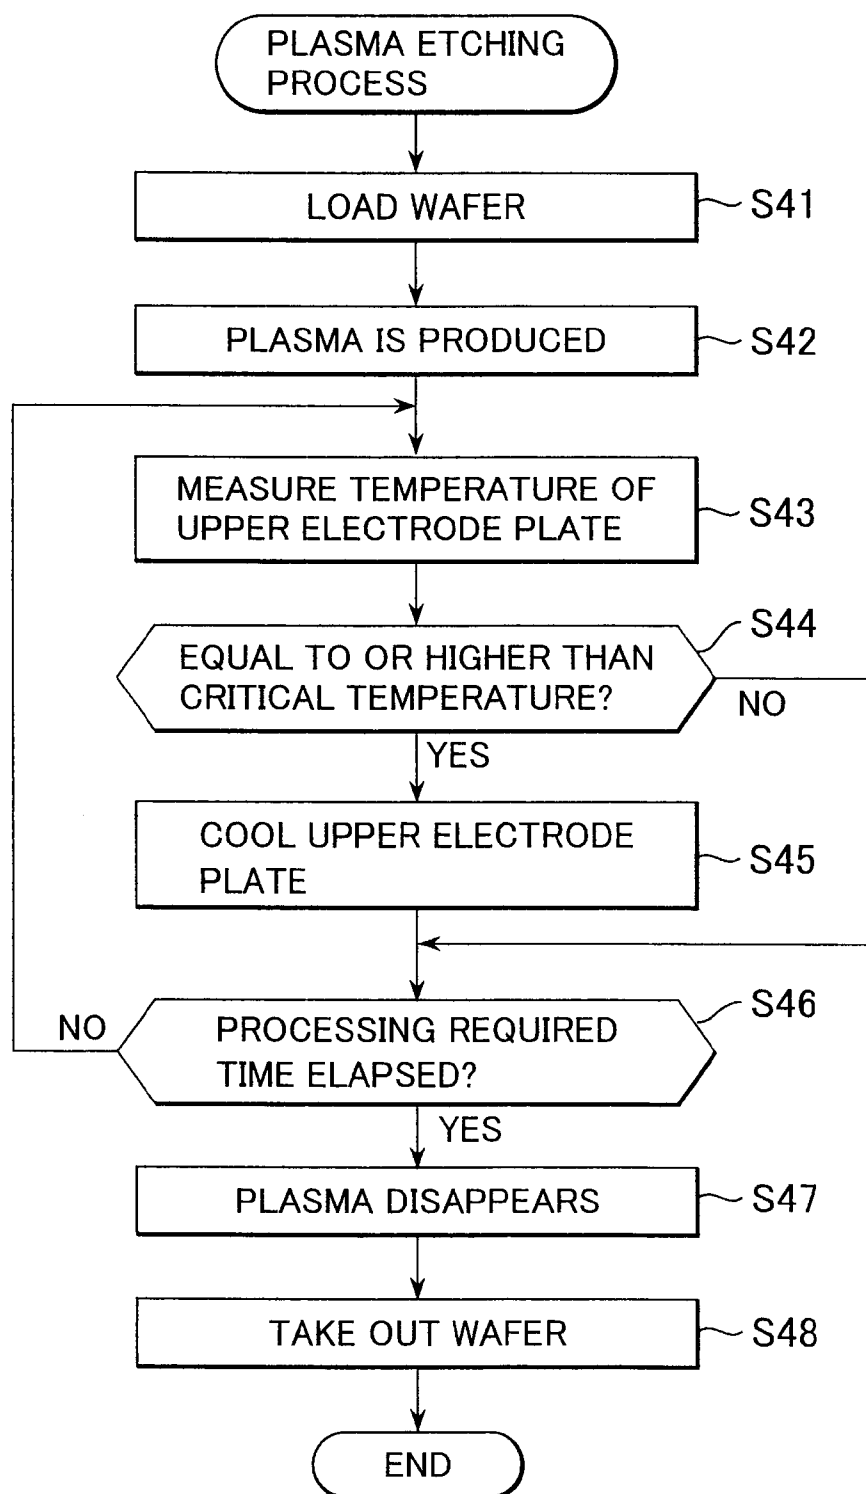 PLASMA ETCHING
PROCESS
LOAD WAFER
S41
PLASMA IS PRODUCED
S42
MEASURE TEMPERATURE OF
UPPER ELECTRODE PLATE
S43
S44
EQUAL TO OR HIGHER THAN
CRITICAL TEMPERATURE?
NO
YES
COOL UPPER ELECTRODE
PLATE
S45
S46
NO
PROCESSING REQUIRED
TIME ELAPSED?
YES
PLASMA DISAPPEARS
S47
TAKE OUT WAFER
S48
END